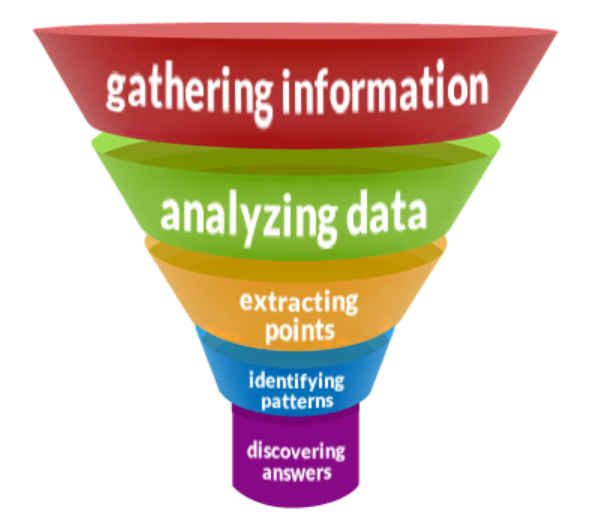 gathering information
analyzing data
extracting
points
identifying
patterns
discovering
answers